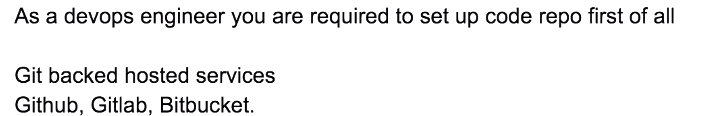 As a devops engineer you are required to set up code repo first of all
Git backed hosted services
Github, Gitlab, Bitbucket.